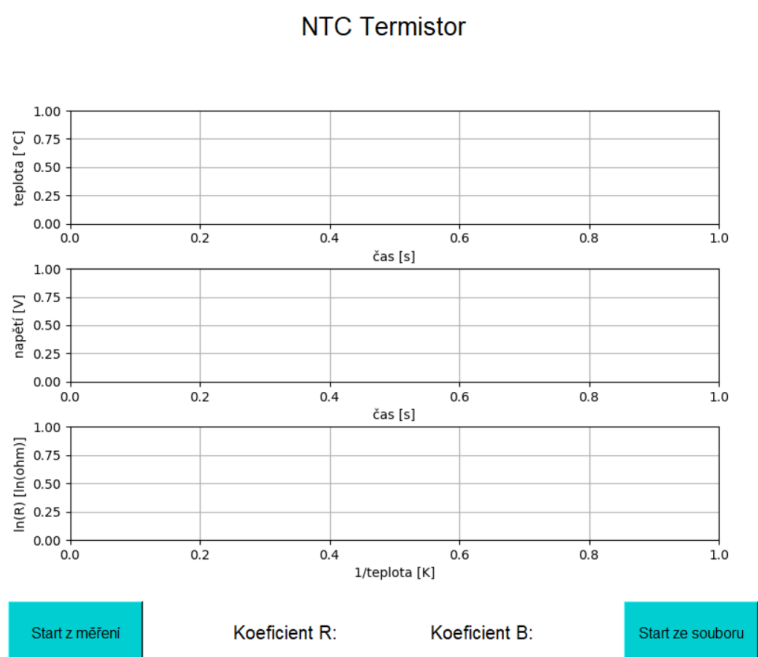 NTC Termistor
1.00
0.75
0.50
0.25
0.00
teplota [°C]
0.0 0.2 0.4 0.6 0.8 1.0
čas [s]
1.00
0.75
0.50
0.25
0.00
napětí [V]
0.0 0.2 0.4 0.6 0.8 1.0
čas [s]
1.00
0.75
0.50
0.25
0.00
ln(R) [ln(ohm)]
0.0 0.2 0.4 0.6 0.8 1.0
1/teplota [K]
Start z měření Koeficient R: Koeficient B: Start ze souboru